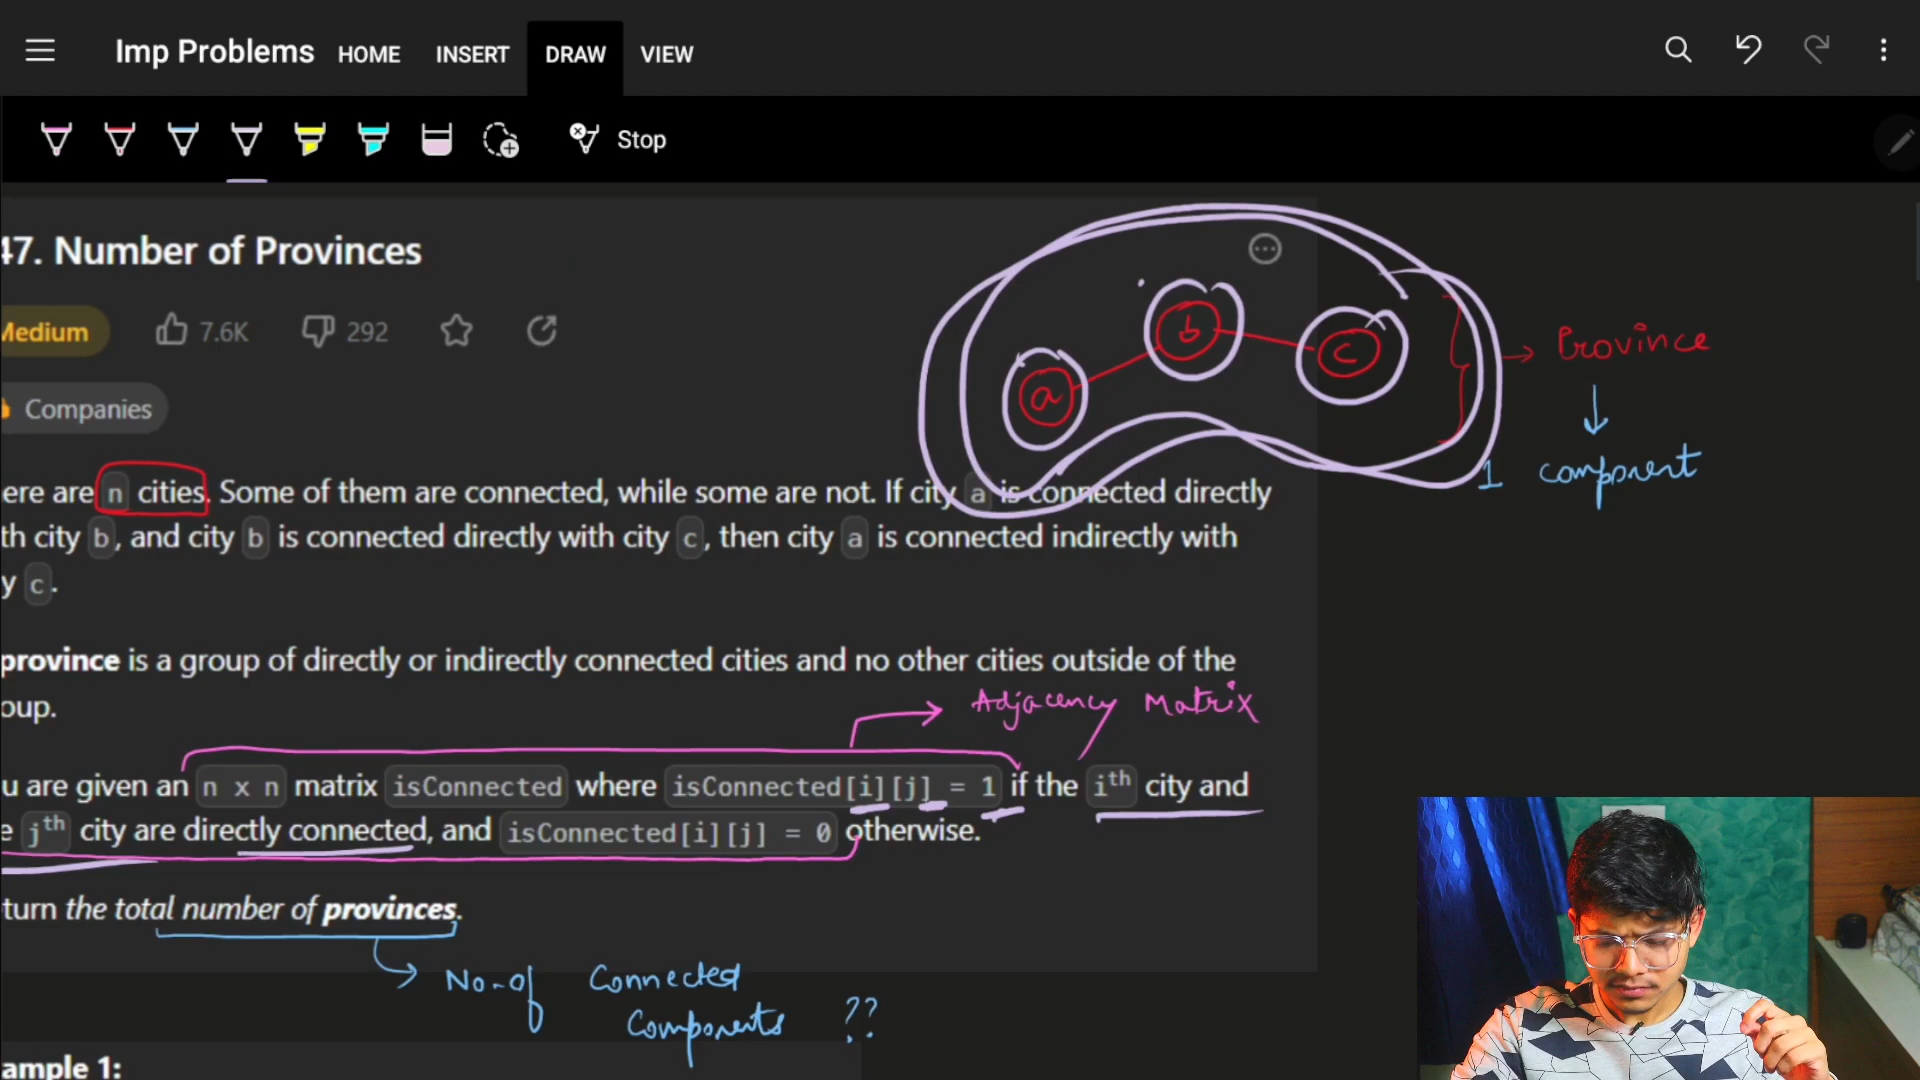 Imp Problems HOME INSERT DRAW VIEW
Stop
47. Number of Provinces
Medium 7.6K 292
Companies
b
c
a
Province
1 component
ere are n cities. Some of them are connected, while some are not. If city a is connected directly
th city b, and city b is connected directly with city c, then city a is connected indirectly with
y c.
province is a group of directly or indirectly connected cities and no other cities outside of the
oup.
Adjacency Matrix
u are given an n x n matrix isConnected where isConnected[i][j] = 1 if the ith city and
e jth city are directly connected, and isConnected[i][j] = 0 otherwise.
turn the total number of provinces.
No. of Connected
Components ??
ample 1: